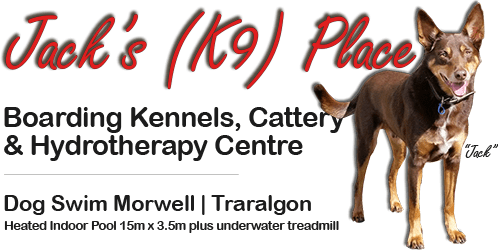 Jack's (K9) Place
Boarding Kennels, Cattery
& Hydrotherapy Centre
"Jack"
Dog Swim Morwell | Traralgon
Heated Indoor Pool 15m x 3.5m plus underwater treadmill